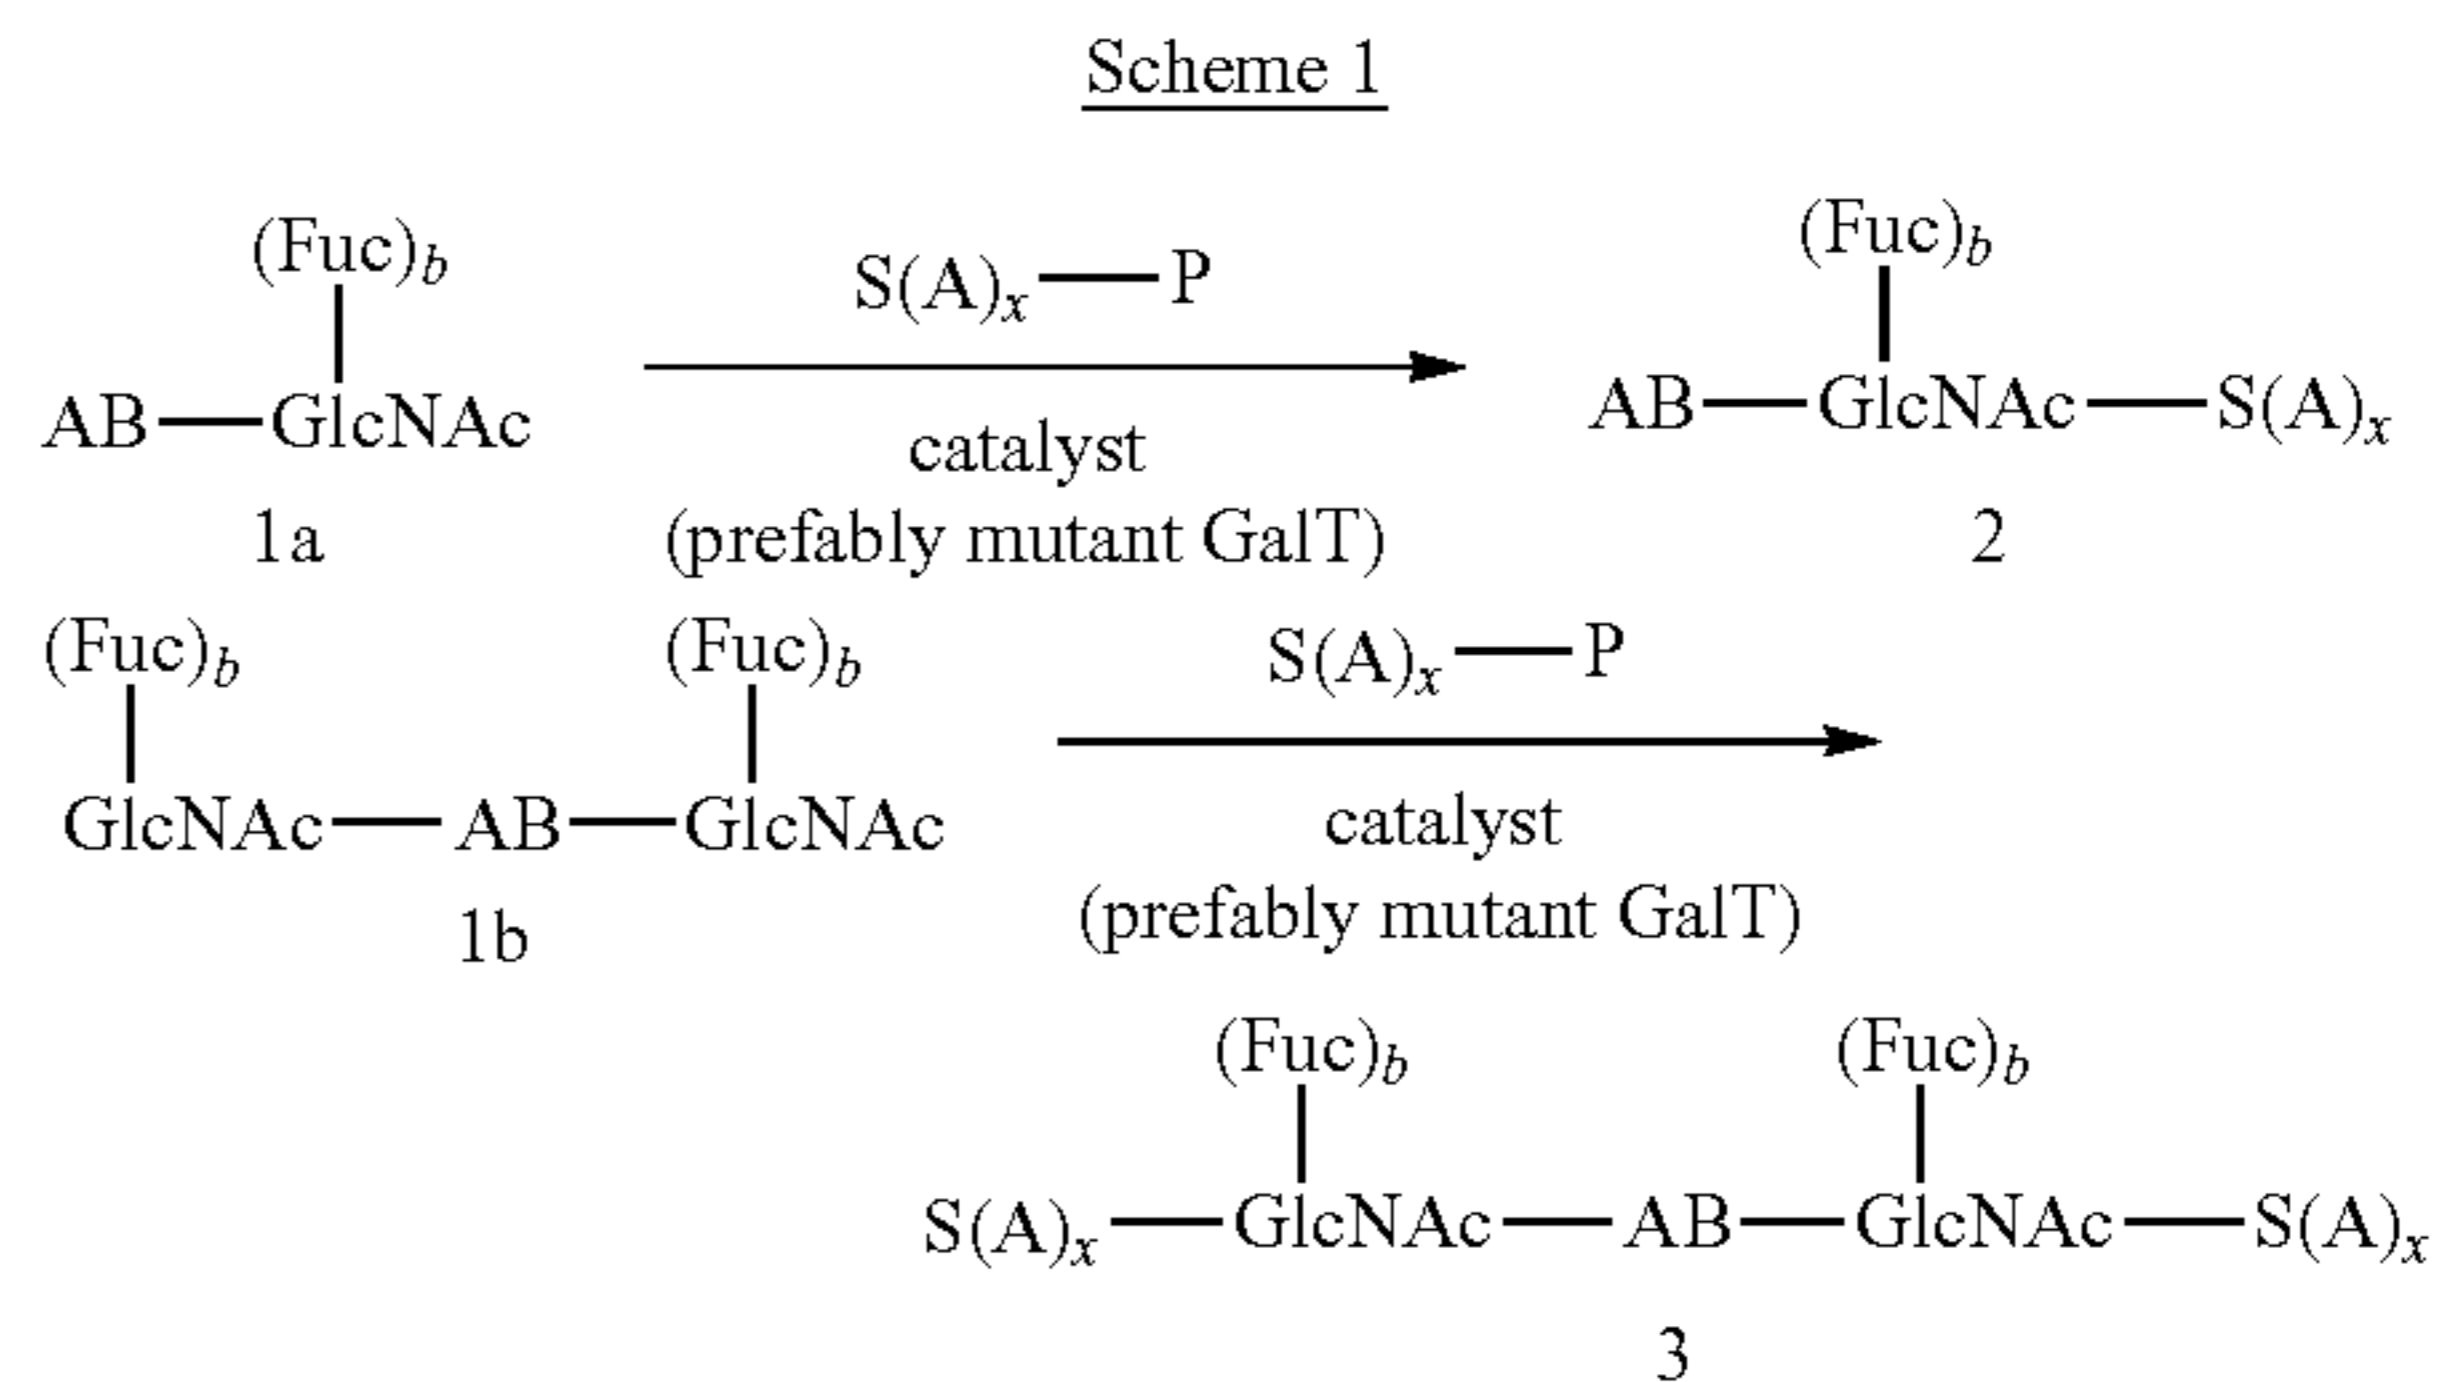 Scheme 1
(Fuc)b
S(A)x—P
(Fuc)b
AB—GlcNAc
catalyst
AB—GlcNAc—S(A)x
1a
(prefably mutant GalT)
2
(Fuc)b (Fuc)b
S(A)x—P
GlcNAc—AB—GlcNAc
catalyst
(prefably mutant GalT)
1b
(Fuc)b (Fuc)b
S(A)x—GlcNAc—AB—GlcNAc—S(A)x
3